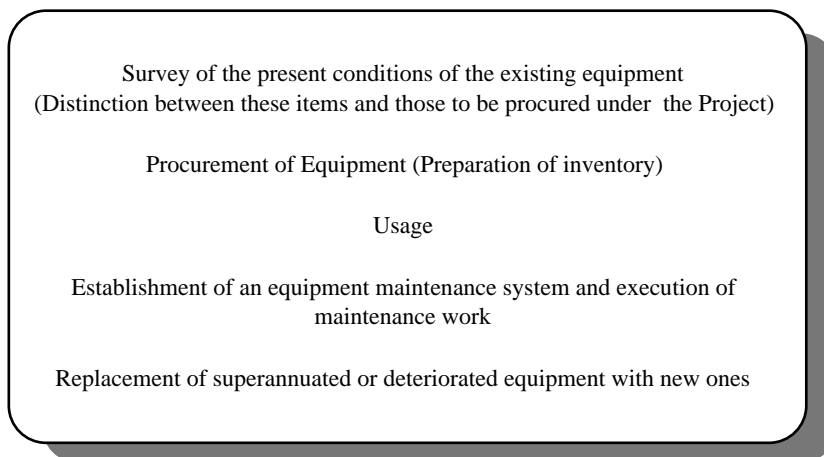 Survey of the present conditions of the existing equipment
(Distinction between these items and those to be procured under the Project)
Procurement of Equipment (Preparation of inventory)
Usage
Establishment of an equipment maintenance system and execution of
maintenance work
Replacement of superannuated or deteriorated equipment with new ones